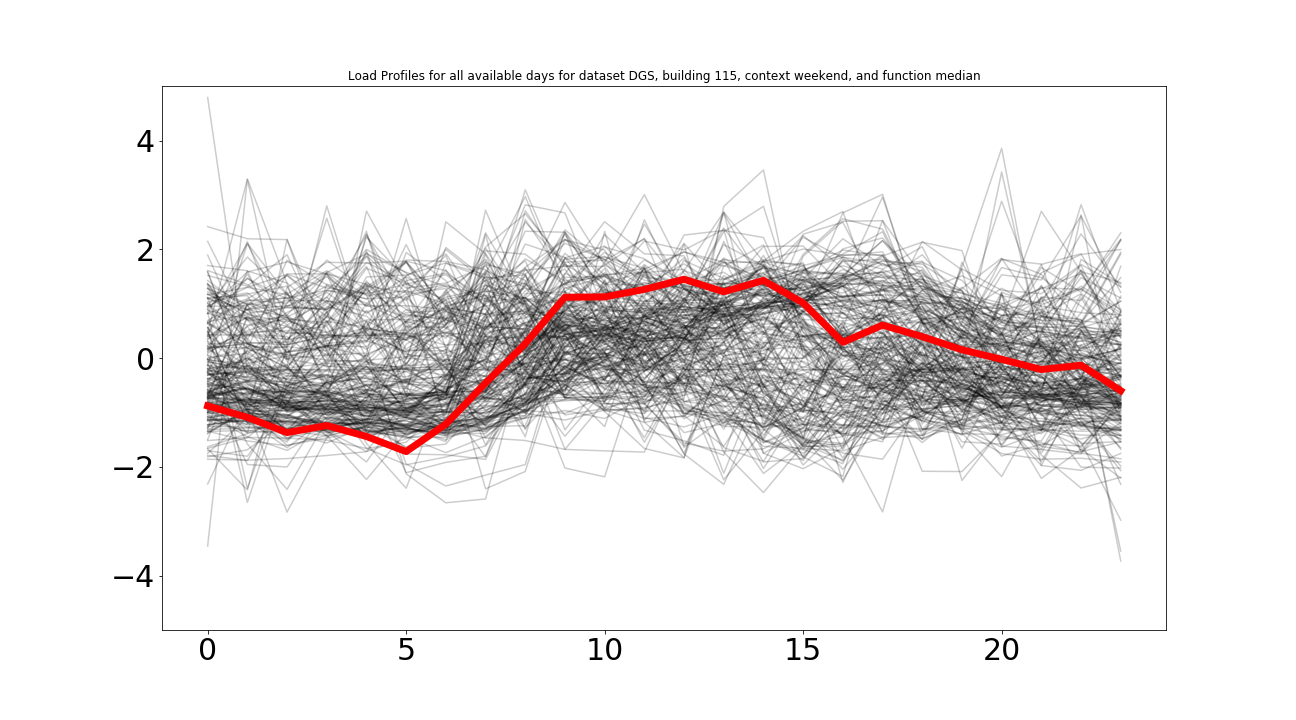 Load Profiles for all available days for dataset DGS, building 115, context weekend, and function median
4
2
0
−2
−4
0 5 10 15 20